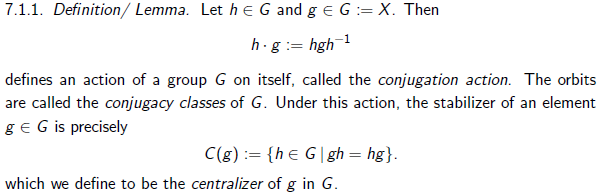 7.1.1. Definition/ Lemma. Let h ∈ G and g ∈ G := X. Then
h · g := hgh⁻¹
defines an action of a group G on itself, called the conjugation action. The orbits
are called the conjugacy classes of G. Under this action, the stabilizer of an element
g ∈ G is precisely
C(g) := {h ∈ G | gh = hg}.
which we define to be the centralizer of g in G.